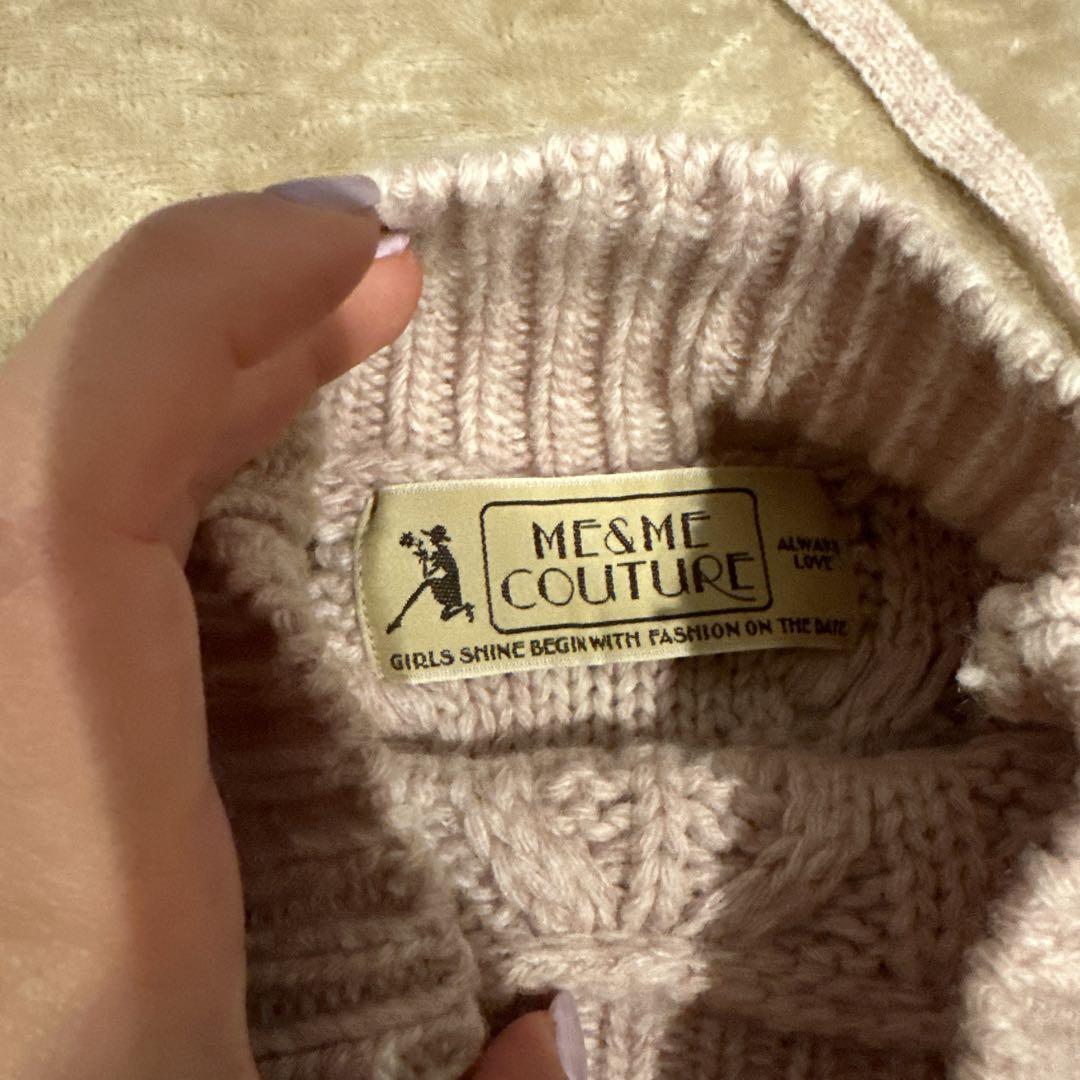 ME&ME
COUTURE
ALWAYS
LOVE
GIRLS SHINE BEGIN WITH FASHION ON THE DATE